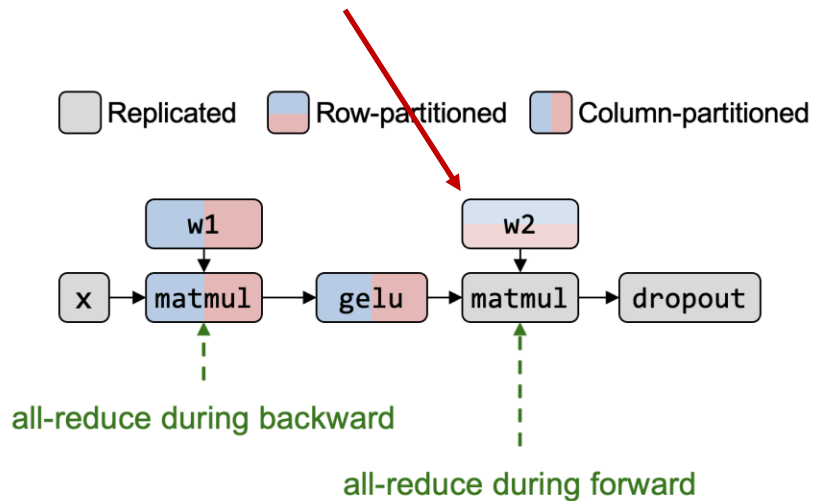 Replicated Row-partitioned Column-partitioned
w1 w2
x matmul gelu matmul dropout
all-reduce during backward
all-reduce during forward